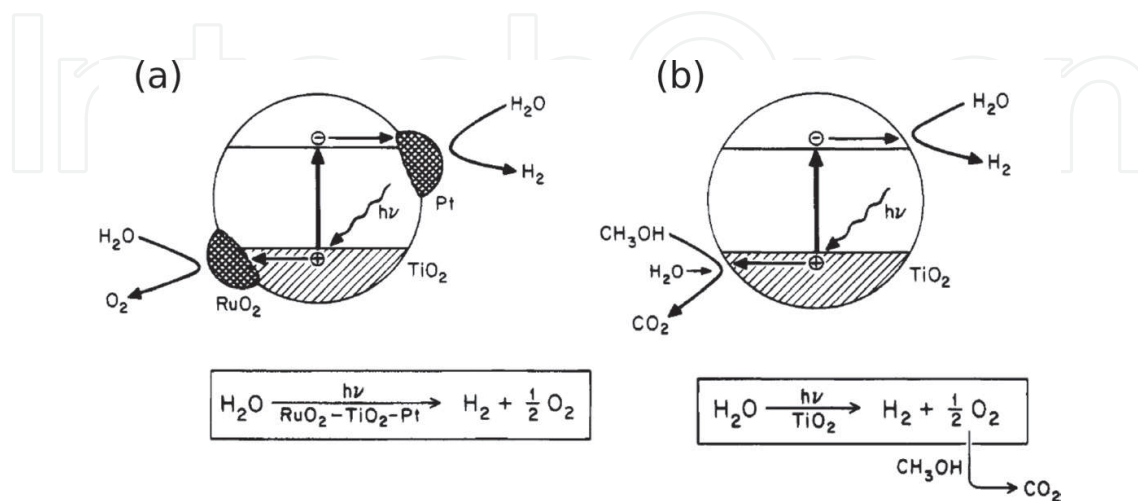 (a)
⊖
H₂O
H₂
Pt
hν
H₂O
⊕
TiO₂
O₂
RuO₂
H₂O hν RuO₂–TiO₂–Pt H₂ + 1/2 O₂
(b)
⊖
H₂O
H₂
hν
CH₃OH
H₂O
⊕
TiO₂
CO₂
H₂O hν TiO₂ H₂ + 1/2 O₂
CH₃OH
CO₂